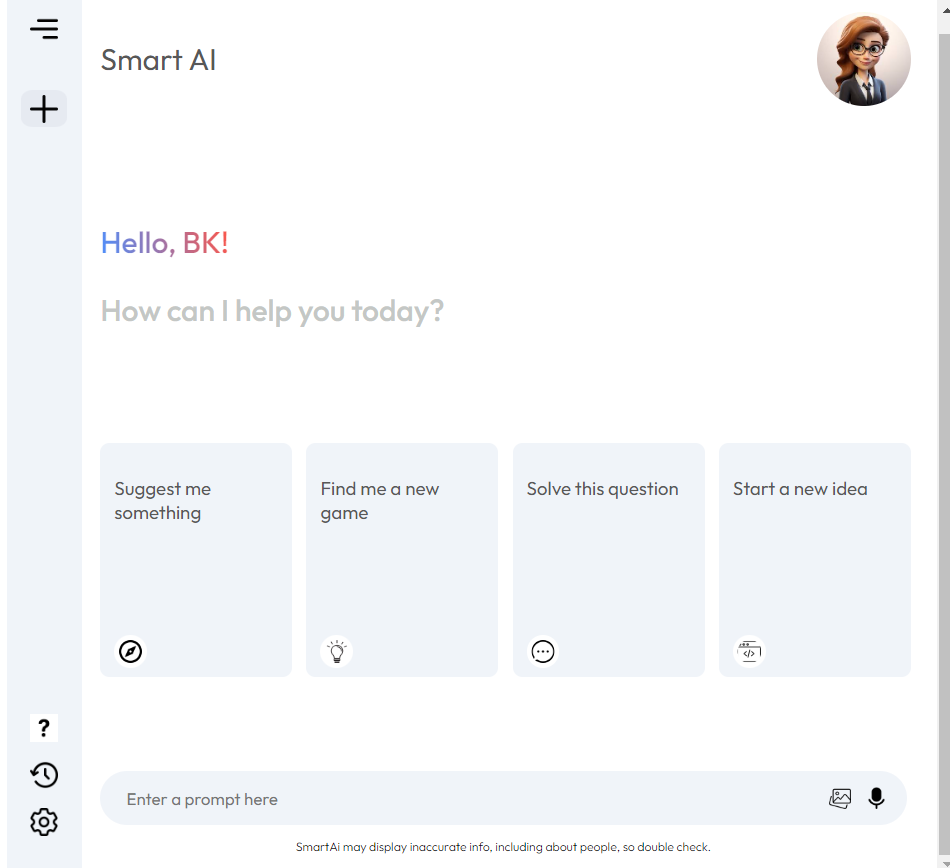 Smart AI
Hello, BK!
How can I help you today?
Suggest me
something
Find me a new
game
Solve this question
Start a new idea
?
Enter a prompt here
SmartAi may display inaccurate info, including about people, so double check.